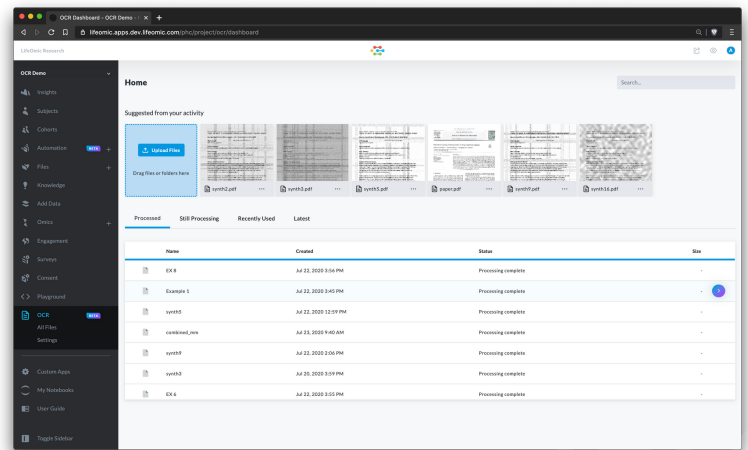 OCR Dashboard - OCR Demo -
lifeomic.apps.dev.lifeomic.com/phc/project/ocr/dashboard
LifeOmic Research
A
OCR Demo
Insights
Subjects
Cohorts
Automation BETA +
Files +
Knowledge
Add Data
Omics +
Engagement
Surveys
Consent
Playground
OCR BETA
All Files
Settings
Custom Apps
My Notebooks
User Guide
Toggle Sidebar
Home
Search...
Suggested from your activity
Upload Files
Drag files or folders here
synth2.pdf ...
synth3.pdf ...
synth5.pdf ...
paper.pdf ...
synth9.pdf ...
synth16.pdf ...
Processed Still Processing Recently Used Latest
Name Created Status Size
EX 8 Jul 22, 2020 3:56 PM Processing complete -
Example 1 Jul 22, 2020 3:45 PM Processing complete -
synth5 Jul 22, 2020 12:59 PM Processing complete -
combined_mm Jul 23, 2020 9:40 AM Processing complete -
synth9 Jul 22, 2020 2:06 PM Processing complete -
synth3 Jul 20, 2020 3:59 PM Processing complete -
EX 6 Jul 22, 2020 3:55 PM Processing complete -